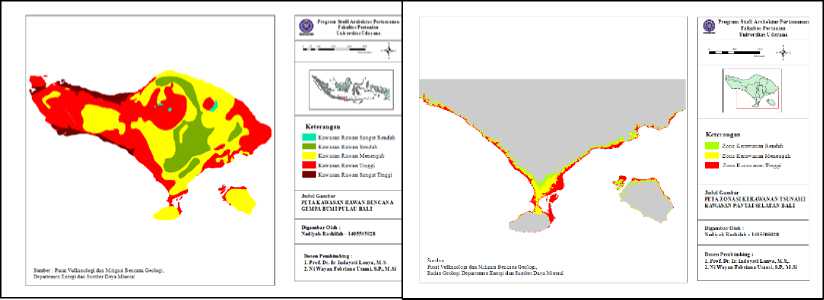 Program Studi Arsitektur Pertamanan
Fakultas Pertanian
Universitas Udayana
Keterangan
Kawasan Rawan Sangat Rendah
Kawasan Rawan Rendah
Kawasan Rawan Menengah
Kawasan Rawan Tinggi
Kawasan Rawan Sangat Tinggi
Judul Gambar
PETA KAWASAN RAWAN BENCANA
GEMPA BUMI PULAU BALI
Digambar Oleh :
Dosen Pembimbing :
1. Prof. Dr. Ir. Indayati Lanya, M.S.
2. Ni Wayan Febriana Utami, S.P., M.Si
Sumber : Pusat Vulkanologi dan Mitigasi Bencana Geologi,
Departemen Energi dan Sumber Daya Mineral
Program Studi Arsitektur Pertamanan
Fakultas Pertanian
Universitas Udayana
Keterangan
Zona Kerawanan Rendah
Zona Kerawanan Menengah
Zona Kerawanan Tinggi
Judul Gambar
PETA ZONASI KERAWANAN TSUNAMI
KAWASAN PANTAI SELATAN BALI
Digambar Oleh :
Dosen Pembimbing :
1. Prof. Dr. Ir. Indayati Lanya, M.S.
2. Ni Wayan Febriana Utami, S.P., M.Si
Sumber
Pusat Vulkanologi dan Mitigasi Bencana Geologi,
Badan Geologi Departemen Energi dan Sumber Daya Mineral